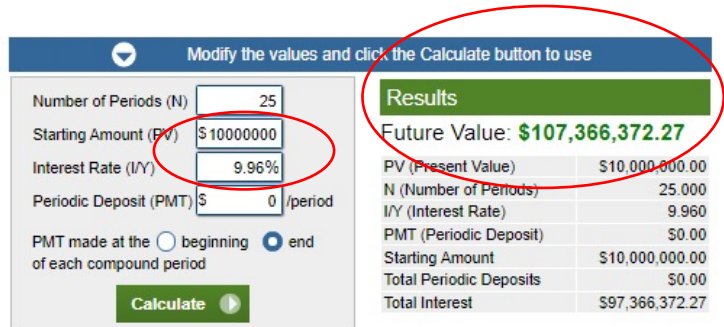 Modify the values and click the Calculate button to use
Number of Periods (N) 25
Starting Amount (PV) $10000000
Interest Rate (I/Y) 9.96%
Periodic Deposit (PMT) $ 0 /period
PMT made at the beginning end
of each compound period
Calculate
Results
Future Value: $107,366,372.27
PV (Present Value) $10,000,000.00
N (Number of Periods) 25.000
I/Y (Interest Rate) 9.960
PMT (Periodic Deposit) $0.00
Starting Amount $10,000,000.00
Total Periodic Deposits $0.00
Total Interest $97,366,372.27